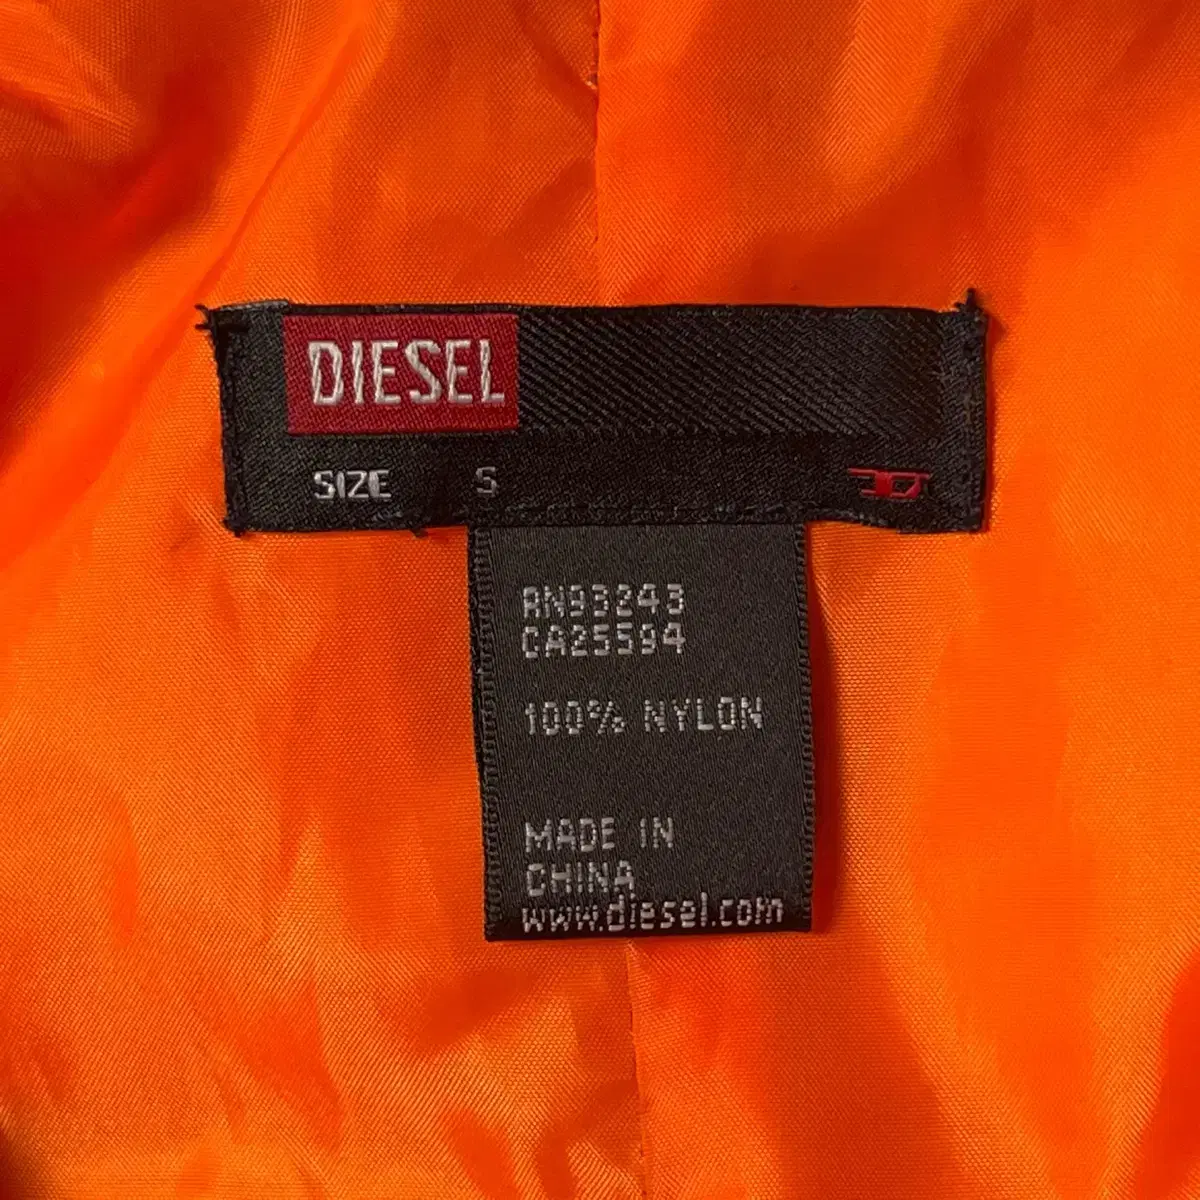 DIESEL
SIZE S
RN93243
CA25594
100% NYLON
MADE IN
CHINA
www.diesel.com